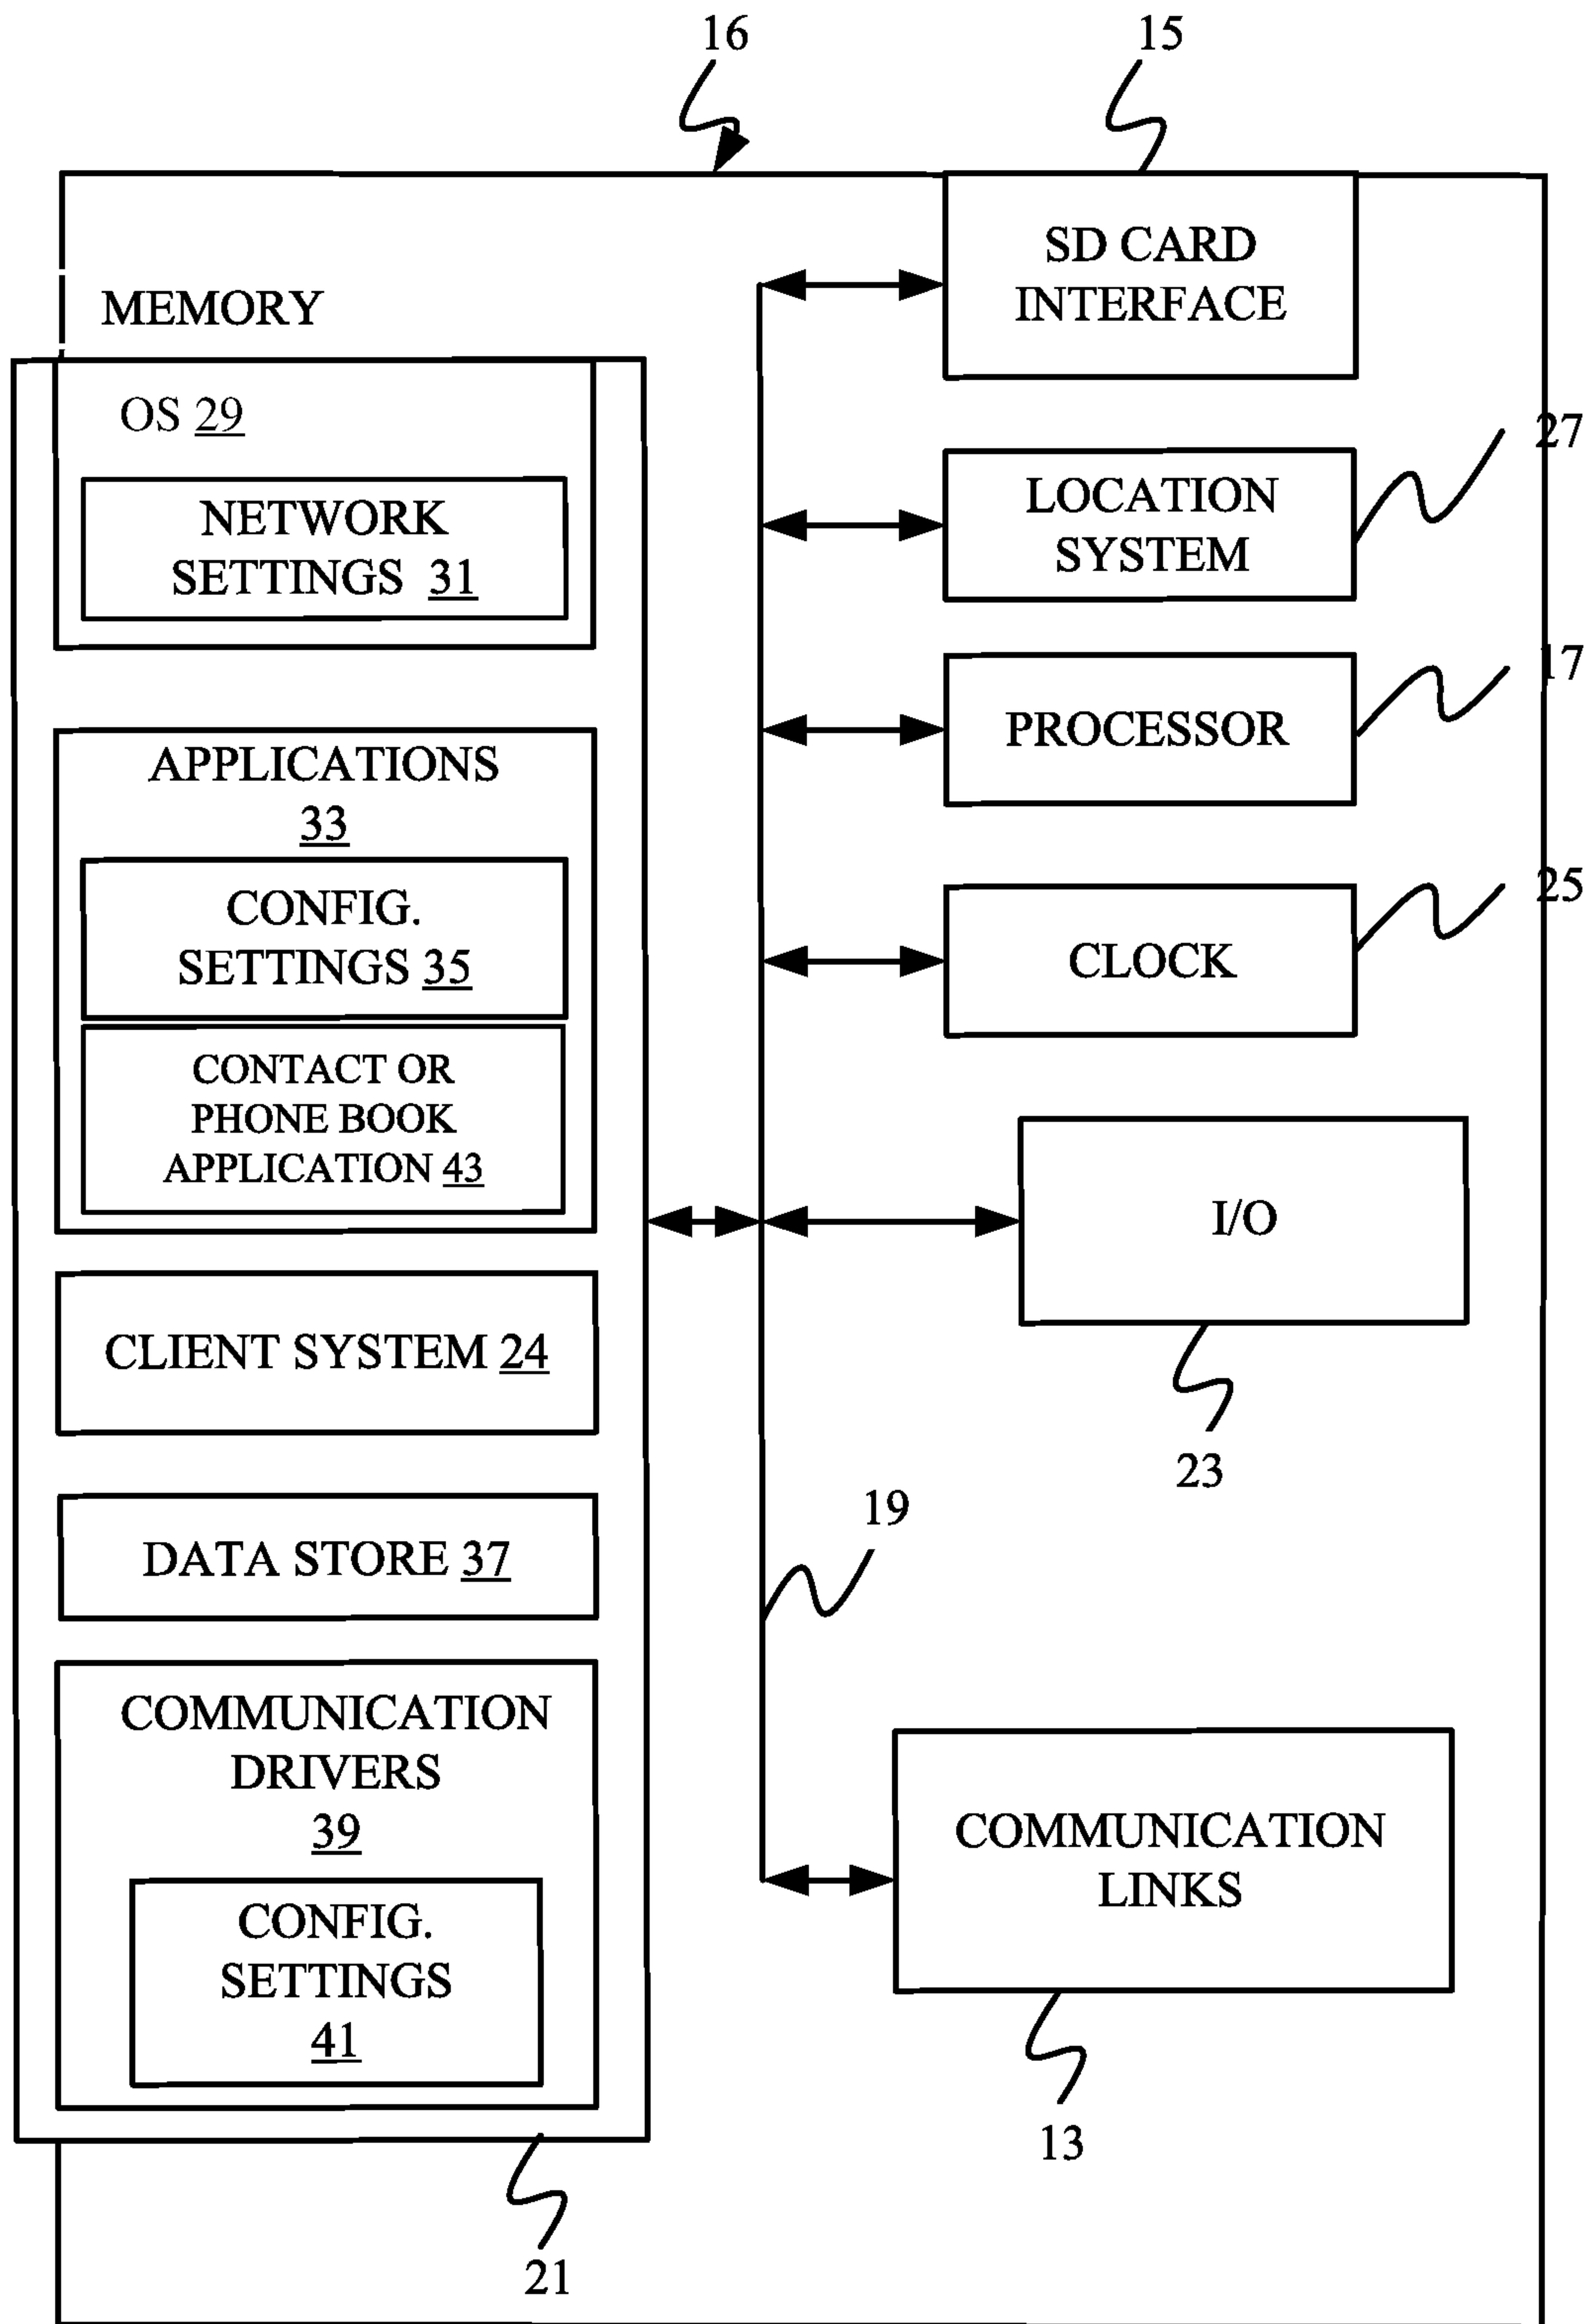 16
15
SD CARD
INTERFACE
MEMORY
OS 29
NETWORK
SETTINGS 31
27
LOCATION
SYSTEM
17
PROCESSOR
APPLICATIONS
33
CONFIG.
SETTINGS 35
25
CLOCK
CONTACT OR
PHONE BOOK
APPLICATION 43
I/O
23
CLIENT SYSTEM 24
19
DATA STORE 37
COMMUNICATION
DRIVERS
39
CONFIG.
SETTINGS
41
COMMUNICATION
LINKS
13
21